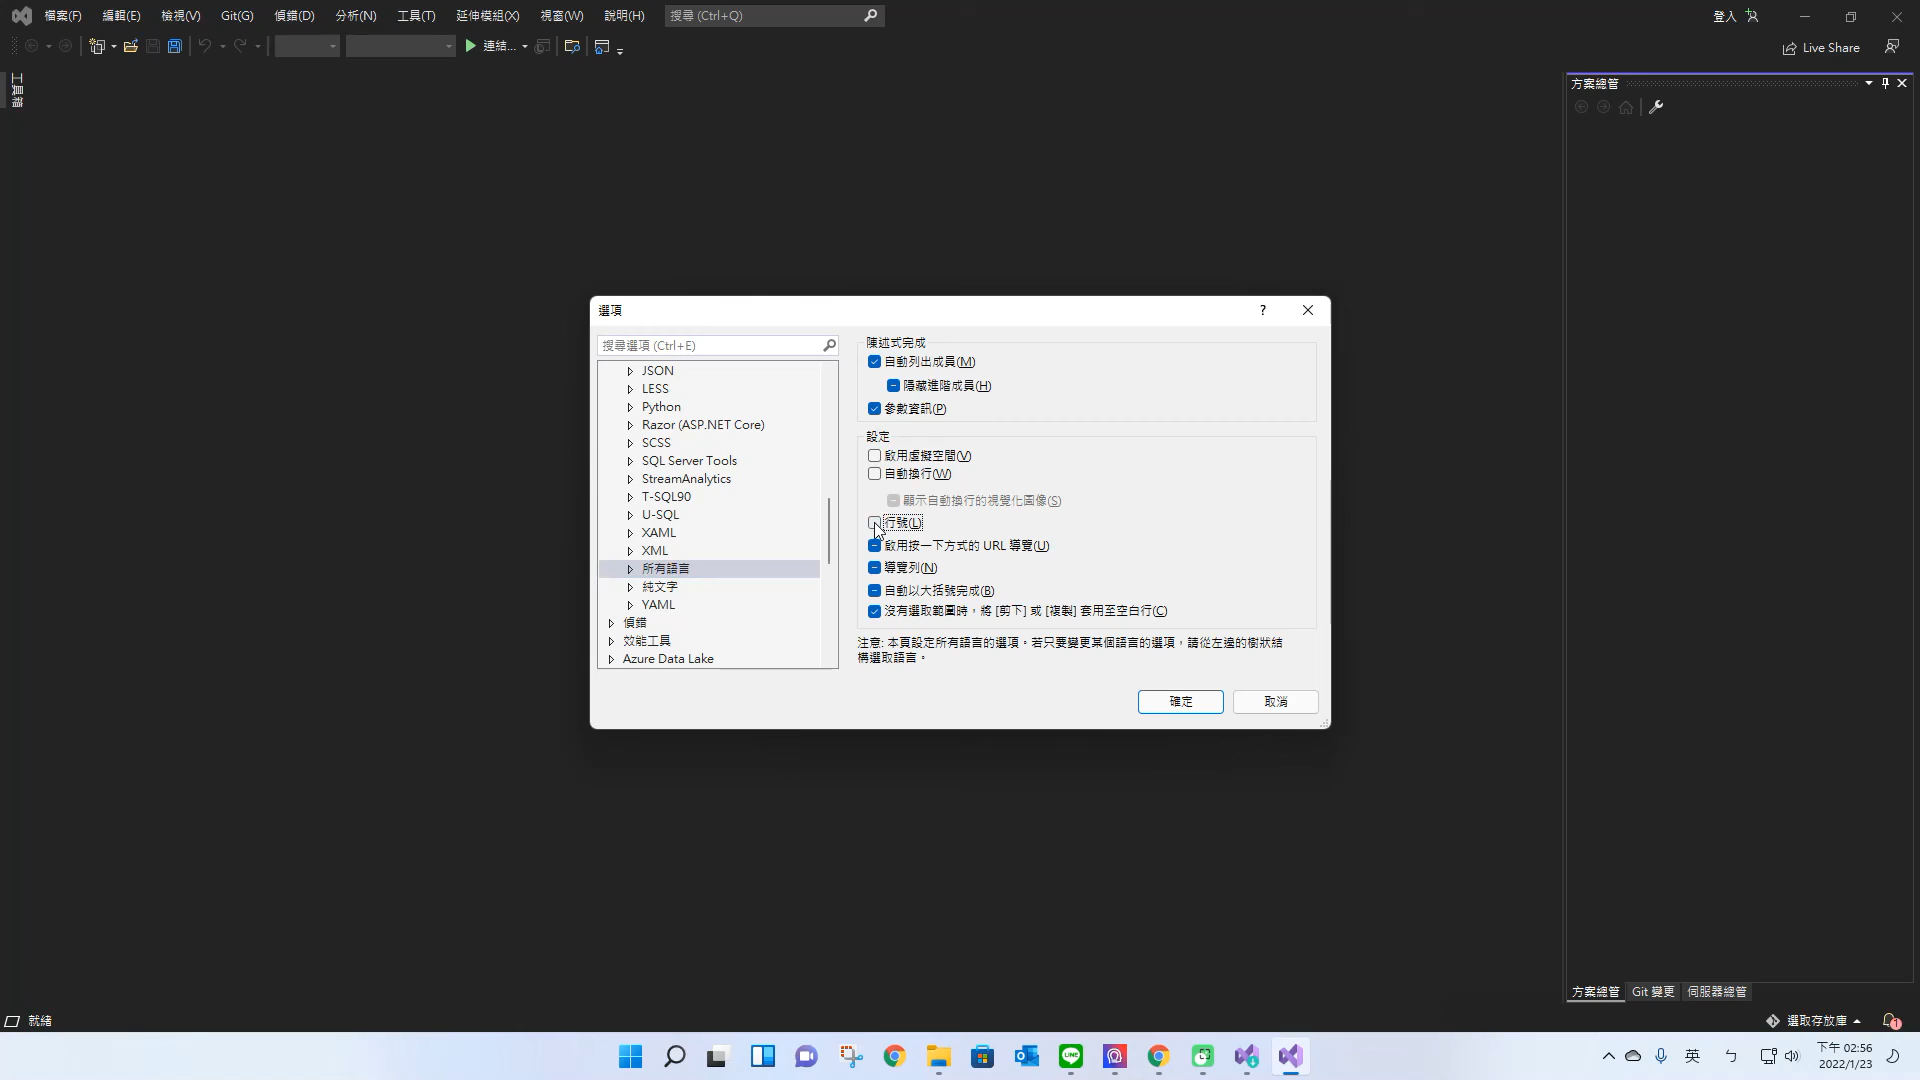 檔案(F) 編輯(E) 檢視(V) Git(G) 偵錯(D) 分析(N) 工具(T) 延伸模組(X) 視窗(W) 說明(H) 搜尋 (Ctrl+Q) 登入
連結... Live Share
工具箱
方案總管
選項 ?
搜尋選項 (Ctrl+E)
JSON
LESS
Python
Razor (ASP.NET Core)
SCSS
SQL Server Tools
StreamAnalytics
T-SQL90
U-SQL
XAML
XML
所有語言
純文字
YAML
偵錯
效能工具
Azure Data Lake
陳述式完成
自動列出成員(M)
隱藏進階成員(H)
參數資訊(P)
設定
啟用虛擬空間(V)
自動換行(W)
顯示自動換行的視覺化圖像(S)
行號(L)
啟用按一下方式的 URL 導覽(U)
導覽列(N)
自動以大括號完成(B)
沒有選取範圍時，將 [剪下] 或 [複製] 套用至空白行(C)
注意: 本頁設定所有語言的選項。若只要變更某個語言的選項，請從左邊的樹狀結
構選取語言。
確定 取消
方案總管 Git 變更 伺服器總管
就緒 選取存放庫 1
LINE
英 ㄅ 下午 02:56
2022/1/23